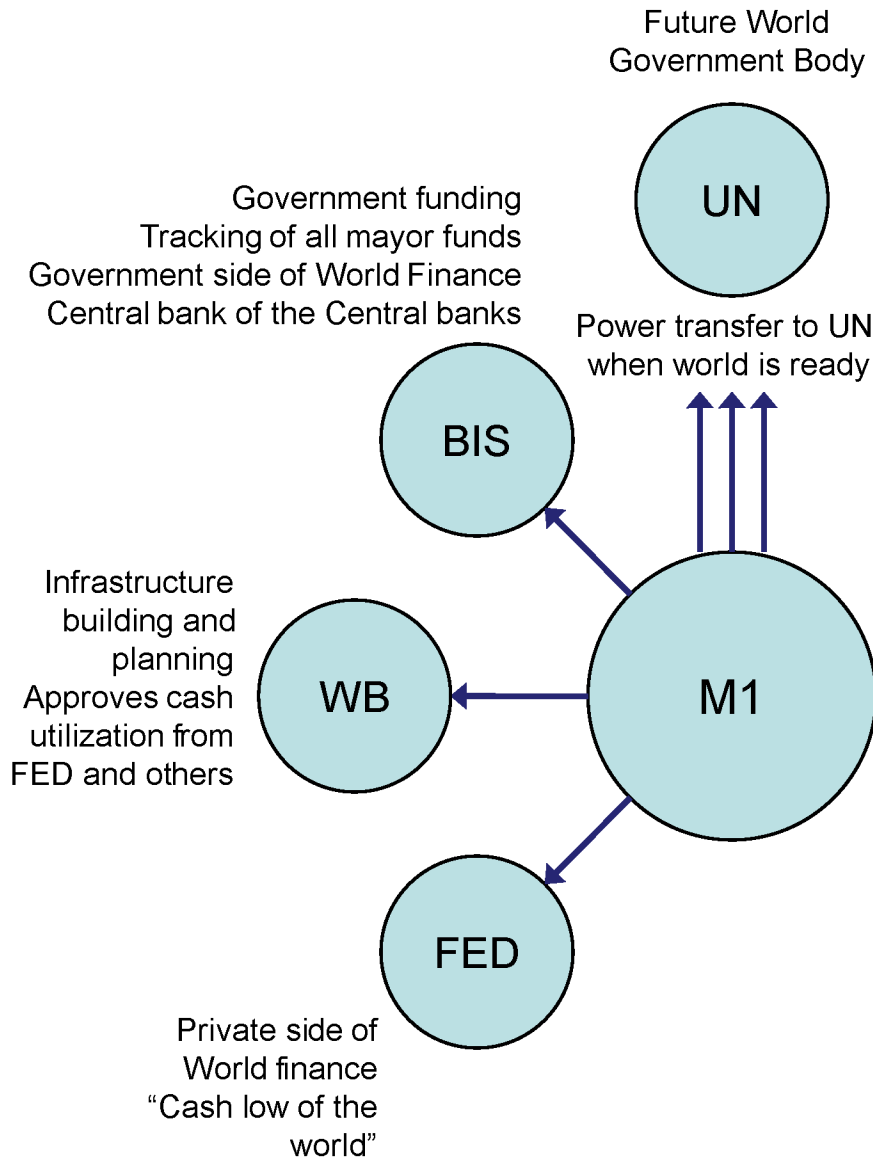 Future World
Government Body
UN
Government funding
Tracking of all mayor funds
Government side of World Finance
Central bank of the Central banks
Power transfer to UN
when world is ready
BIS
Infrastructure
building and
planning
Approves cash
utilization from
FED and others
WB
M1
FED
Private side of
World finance
“Cash low of the
world”